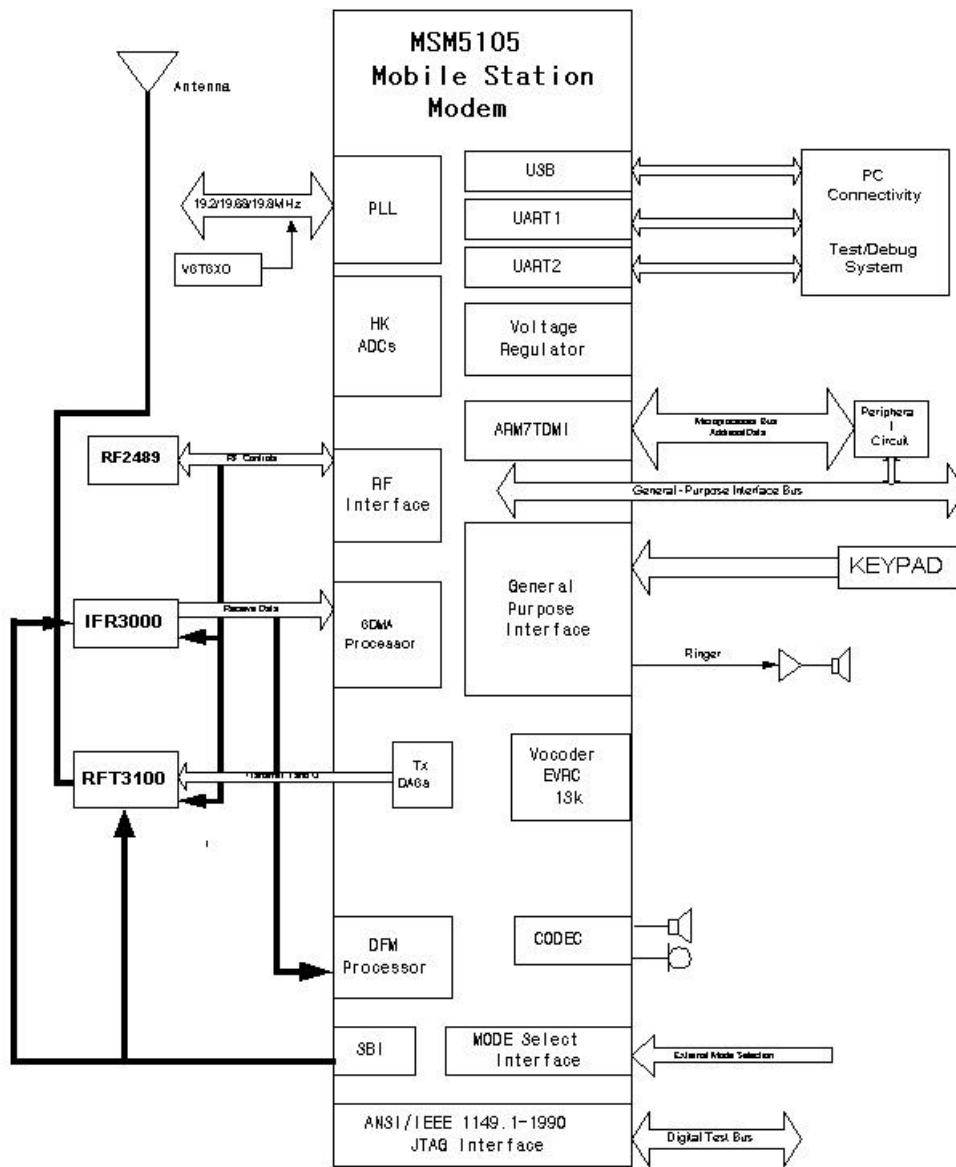 MSM5105
Mobile Station
Modem
Antenna
19.2/19.68/19.8MHz
PLL
VCTCXO
USB
UART1
UART2
PC
Connectivity
Test/Debug
System
HK
ADCs
Voltage
Regulator
ARM7TDMI
Microprocessor Bus
Address/Data
Periphera
l
Circuit
RF2489
RF Controls
RF
Interface
General - Purpose Interface Bus
KEYPAD
General
Purpose
Interface
IFR3000
Receive Data
CDMA
Processor
Ringer
RFT3100
Tx
DACs
Vocoder
EVRC
13k
DFM
Processor
CODEC
SBI
MODE Select
Interface
External Mode Selection
ANSI/IEEE 1149.1-1990
JTAG Interface
Digital Test Bus